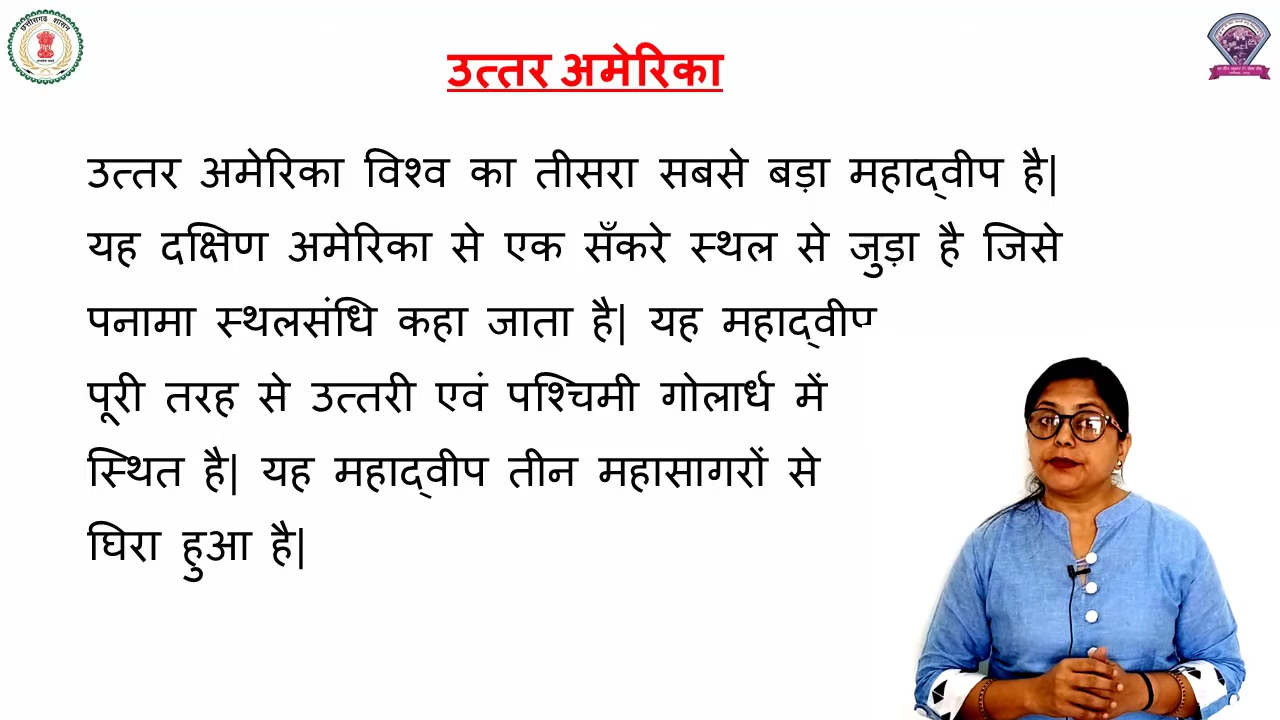 उत्तर अमेरिका
उत्तर अमेरिका विश्व का तीसरा सबसे बड़ा महाद्वीप है|
यह दक्षिण अमेरिका से एक सँकरे स्थल से जुड़ा है जिसे
पनामा स्थलसंधि कहा जाता है| यह महाद्वीप
पूरी तरह से उत्तरी एवं पश्चिमी गोलार्ध में
स्थित है| यह महाद्वीप तीन महासागरों से
घिरा हुआ है|